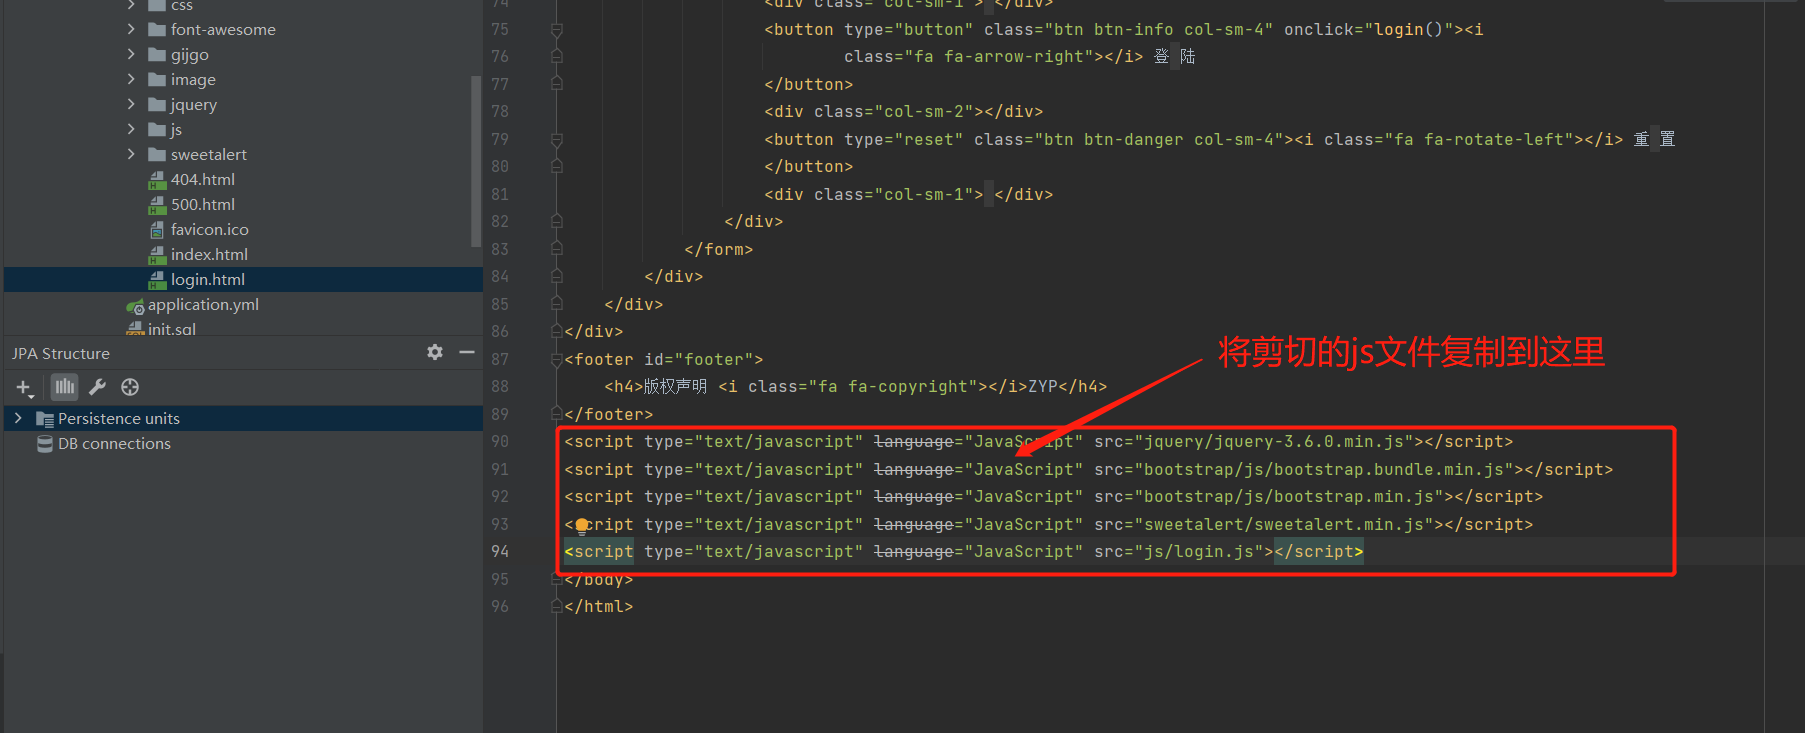 css
font-awesome
gijgo
image
jquery
js
sweetalert
404.html
500.html
favicon.ico
index.html
login.html
application.yml
init.sql
JPA Structure
Persistence units
DB connections
74 <div class="col-sm-1"> </div>
75 <button type="button" class="btn btn-info col-sm-4" onclick="login()"><i
76 class="fa fa-arrow-right"></i> 登 陆
77 </button>
78 <div class="col-sm-2"></div>
79 <button type="reset" class="btn btn-danger col-sm-4"><i class="fa fa-rotate-left"></i> 重 置
80 </button>
81 <div class="col-sm-1"> </div>
82 </div>
83 </form>
84 </div>
85 </div>
86 </div>
87 <footer id="footer">
88 <h4>版权声明 <i class="fa fa-copyright"></i>ZYP</h4>
89 </footer>
90 <script type="text/javascript" language="JavaScript" src="jquery/jquery-3.6.0.min.js"></script>
91 <script type="text/javascript" language="JavaScript" src="bootstrap/js/bootstrap.bundle.min.js"></script>
92 <script type="text/javascript" language="JavaScript" src="bootstrap/js/bootstrap.min.js"></script>
93 <script type="text/javascript" language="JavaScript" src="sweetalert/sweetalert.min.js"></script>
94 <script type="text/javascript" language="JavaScript" src="js/login.js"></script>
95 </body>
96 </html>
将剪切的js文件复制到这里